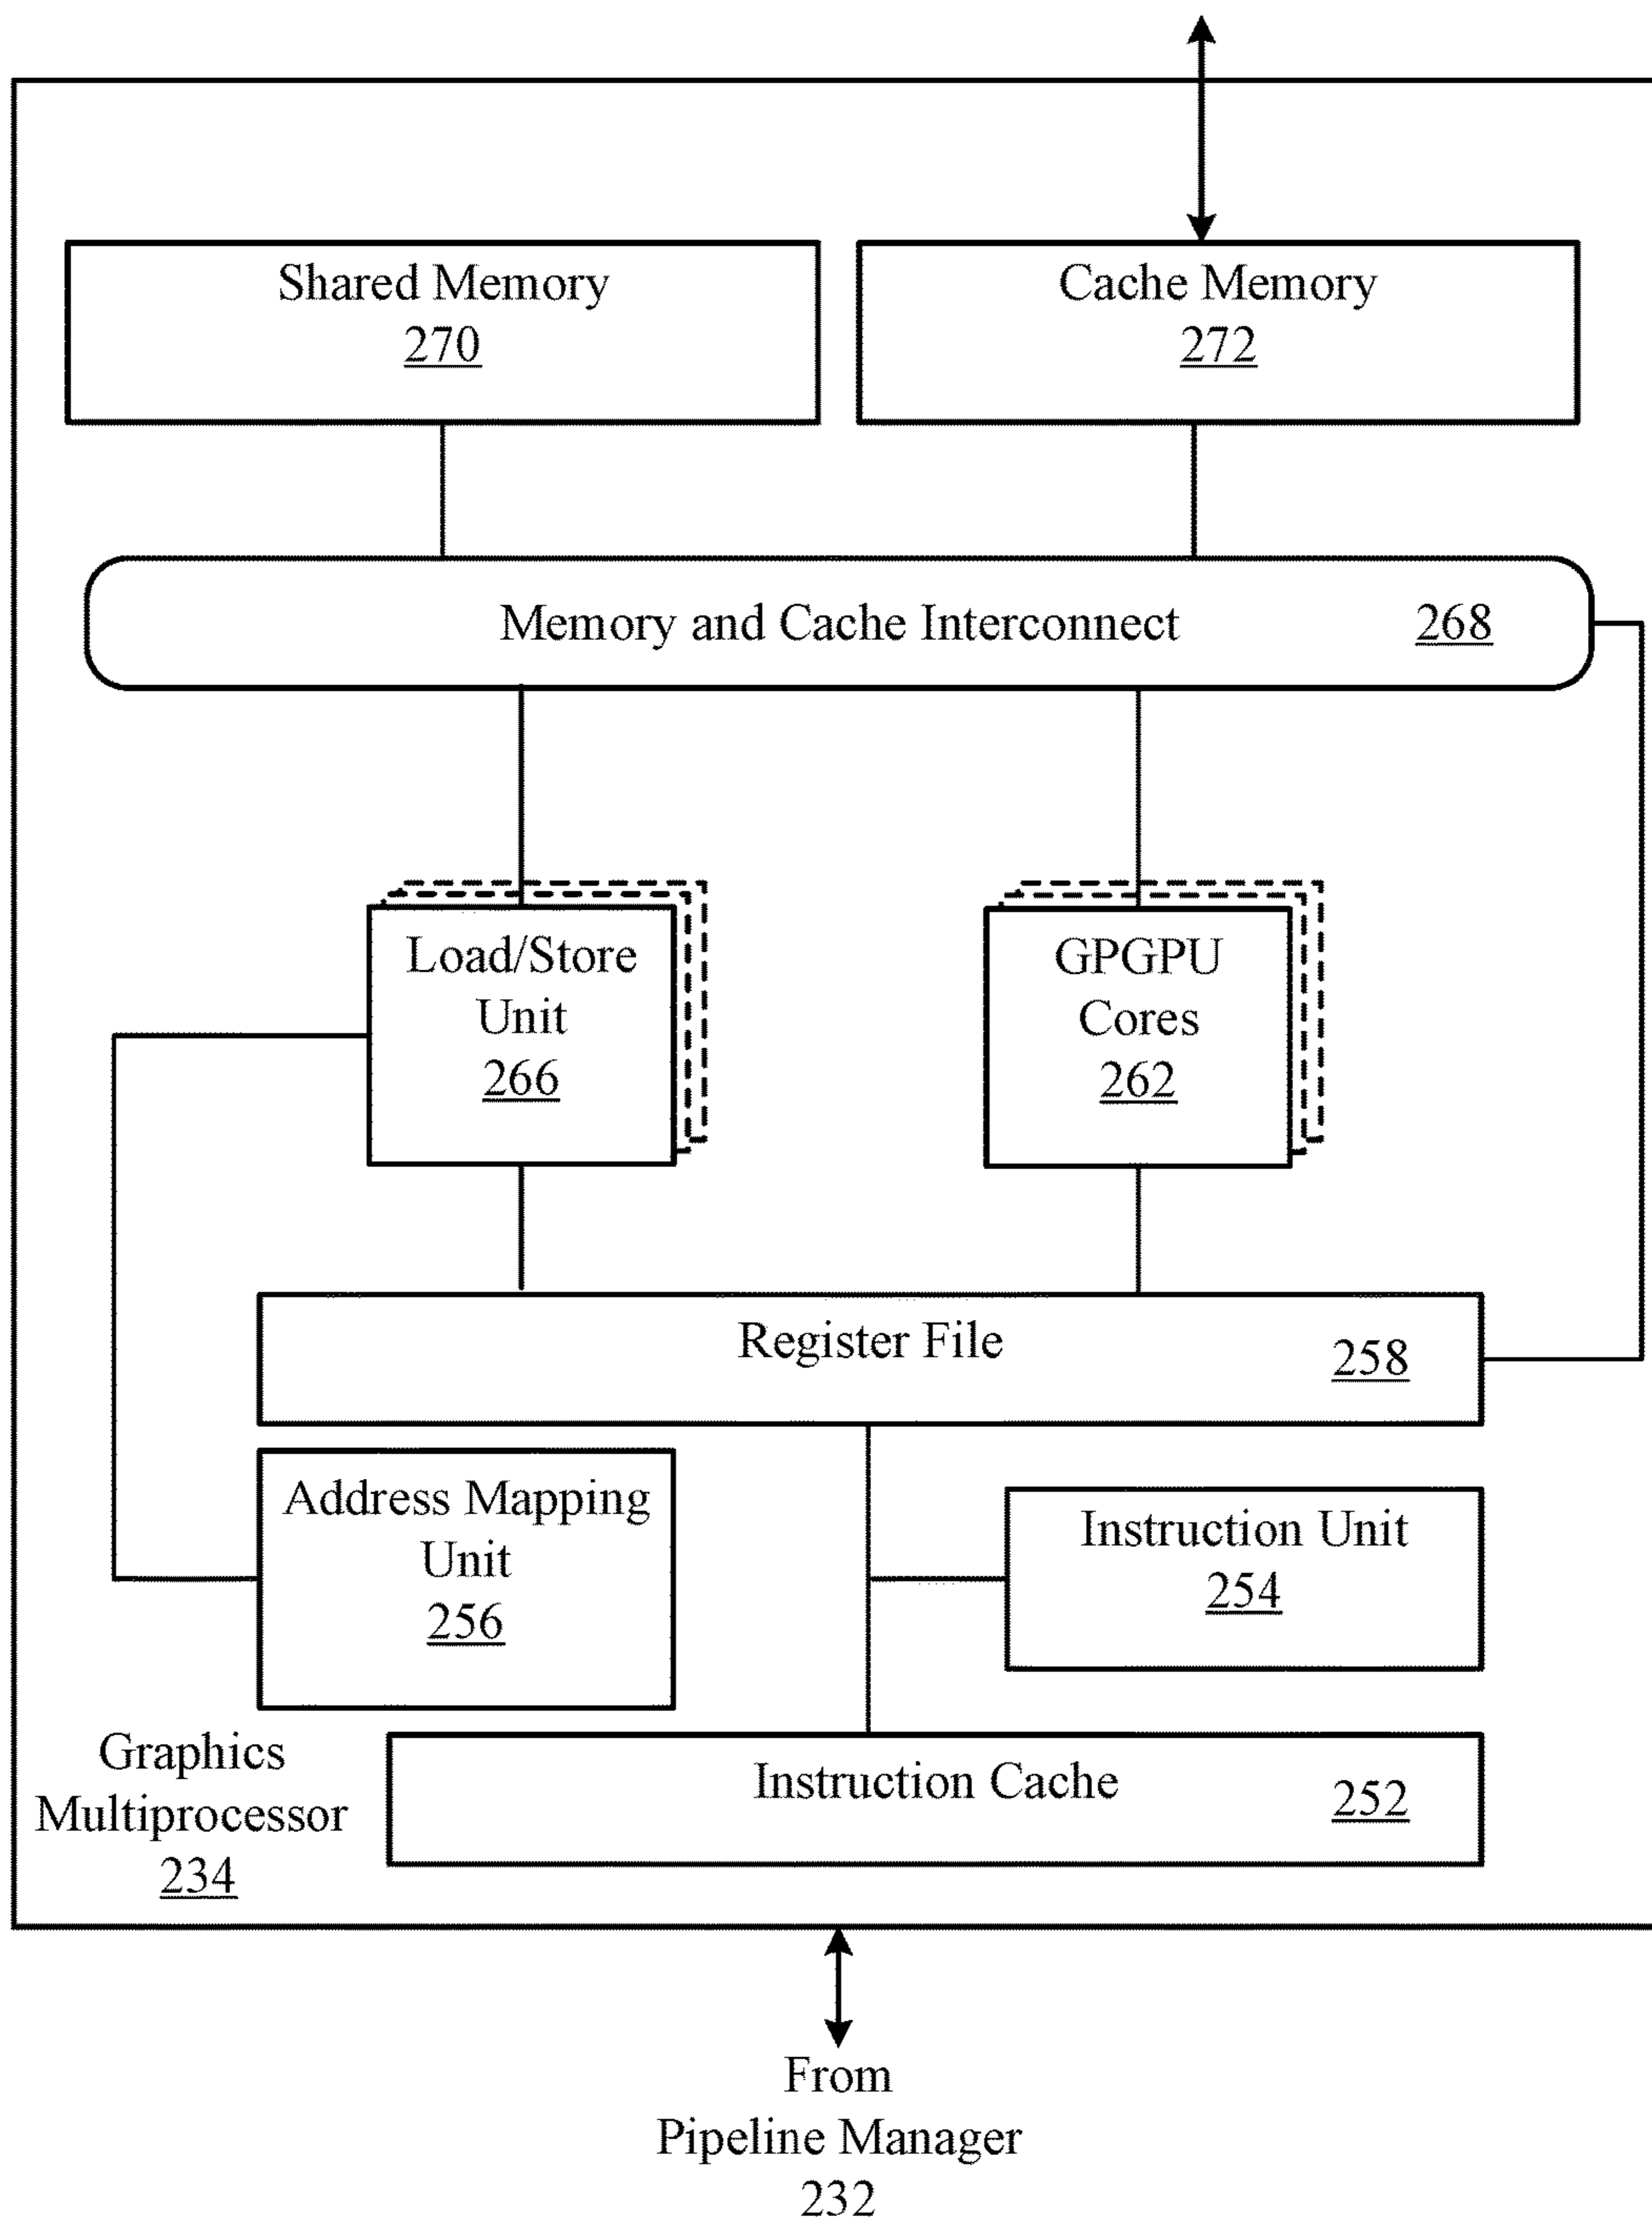 Shared Memory
270
Cache Memory
272
Memory and Cache Interconnect 268
Load/Store
Unit
266
GPGPU
Cores
262
Register File 258
Address Mapping
Unit
256
Instruction Unit
254
Graphics
Multiprocessor
234
Instruction Cache 252
From
Pipeline Manager
232